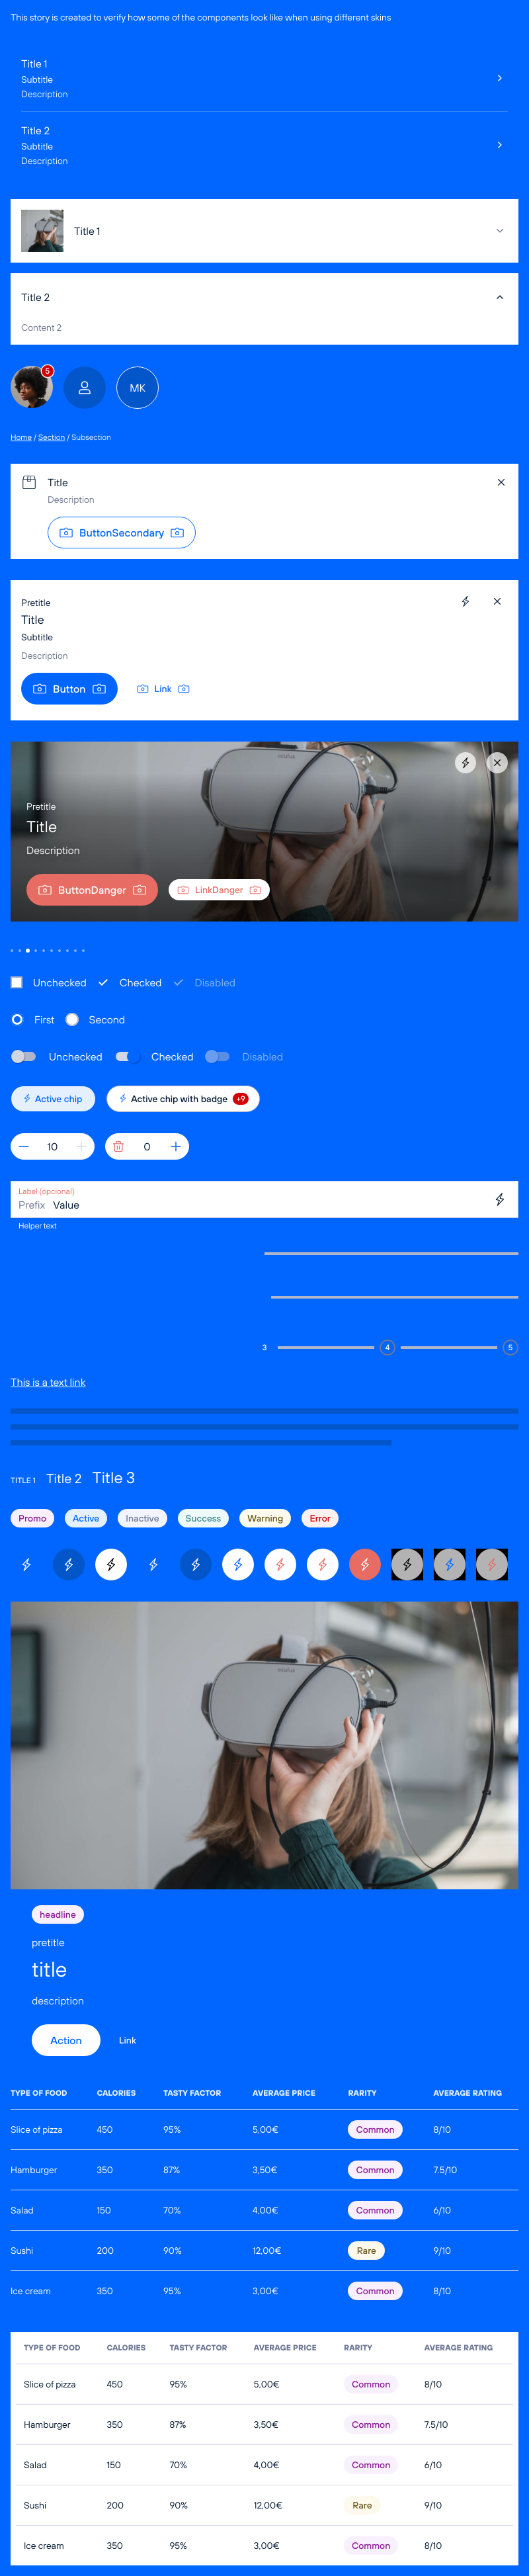 This story is created to verify how some of the components look like when using different skins
Title 1
Subtitle
Description
Title 2
Subtitle
Description
Title 1
Title 2
Content 2
5
MK
Home / Section / Subsection
Title
Description
ButtonSecondary
Pretitle
Title
Subtitle
Description
Button Link
oculus
Pretitle
Title
Description
ButtonDanger LinkDanger
Unchecked Checked Disabled
First Second
Unchecked Checked Disabled
Active chip Active chip with badge +9
10 0
Label (opcional)
Prefix Value
Helper text
3 4 5
This is a text link
TITLE 1 Title 2 Title 3
Promo Active Inactive Success Warning Error
oculus
headline
pretitle
title
description
Action Link
TYPE OF FOOD CALORIES TASTY FACTOR AVERAGE PRICE RARITY AVERAGE RATING
Slice of pizza 450 95% 5,00€ Common 8/10
Hamburger 350 87% 3,50€ Common 7.5/10
Salad 150 70% 4,00€ Common 6/10
Sushi 200 90% 12,00€ Rare 9/10
Ice cream 350 95% 3,00€ Common 8/10
TYPE OF FOOD CALORIES TASTY FACTOR AVERAGE PRICE RARITY AVERAGE RATING
Slice of pizza 450 95% 5,00€ Common 8/10
Hamburger 350 87% 3,50€ Common 7.5/10
Salad 150 70% 4,00€ Common 6/10
Sushi 200 90% 12,00€ Rare 9/10
Ice cream 350 95% 3,00€ Common 8/10